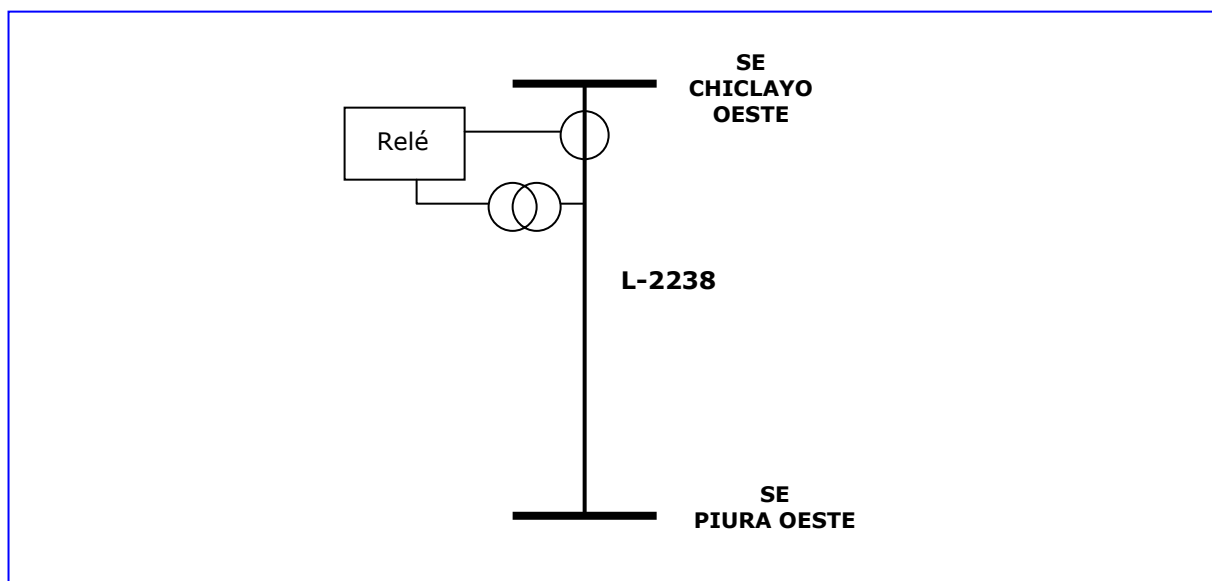 SE
CHICLAYO
OESTE
Relé
L-2238
SE
PIURA OESTE